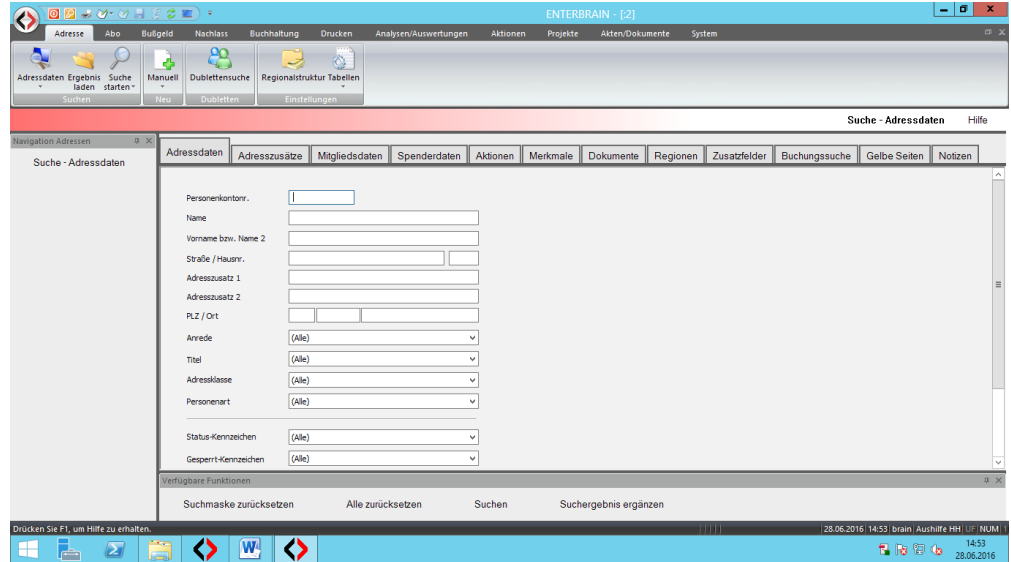 ENTERBRAIN - [:2]
Adresse Abo Bußgeld Nachlass Buchhaltung Drucken Analysen/Auswertungen Aktionen Projekte Akten/Dokumente System
Adressdaten Ergebnis laden Suche starten Manuell Dublettensuche Regionalstruktur Tabellen
Suchen Neu Dubletten Einstellungen
Suche - Adressdaten Hilfe
Navigation Adressen
Suche - Adressdaten
Adressdaten Adresszusätze Mitgliedsdaten Spenderdaten Aktionen Merkmale Dokumente Regionen Zusatzfelder Buchungssuche Gelbe Seiten Notizen
Personenkontonr.
Name
Vorname bzw. Name 2
Straße / Hausnr.
Adresszusatz 1
Adresszusatz 2
PLZ / Ort
Anrede (Alle)
Titel (Alle)
Adressklasse (Alle)
Personenart (Alle)
Status-Kennzeichen (Alle)
Gesperrt-Kennzeichen (Alle)
Verfügbare Funktionen
Suchmaske zurücksetzen Alle zurücksetzen Suchen Suchergebnis ergänzen
Drücken Sie F1, um Hilfe zu erhalten. 28.06.2016 14:53 brain Aushilfe HH UF NUM 1
14:53
28.06.2016